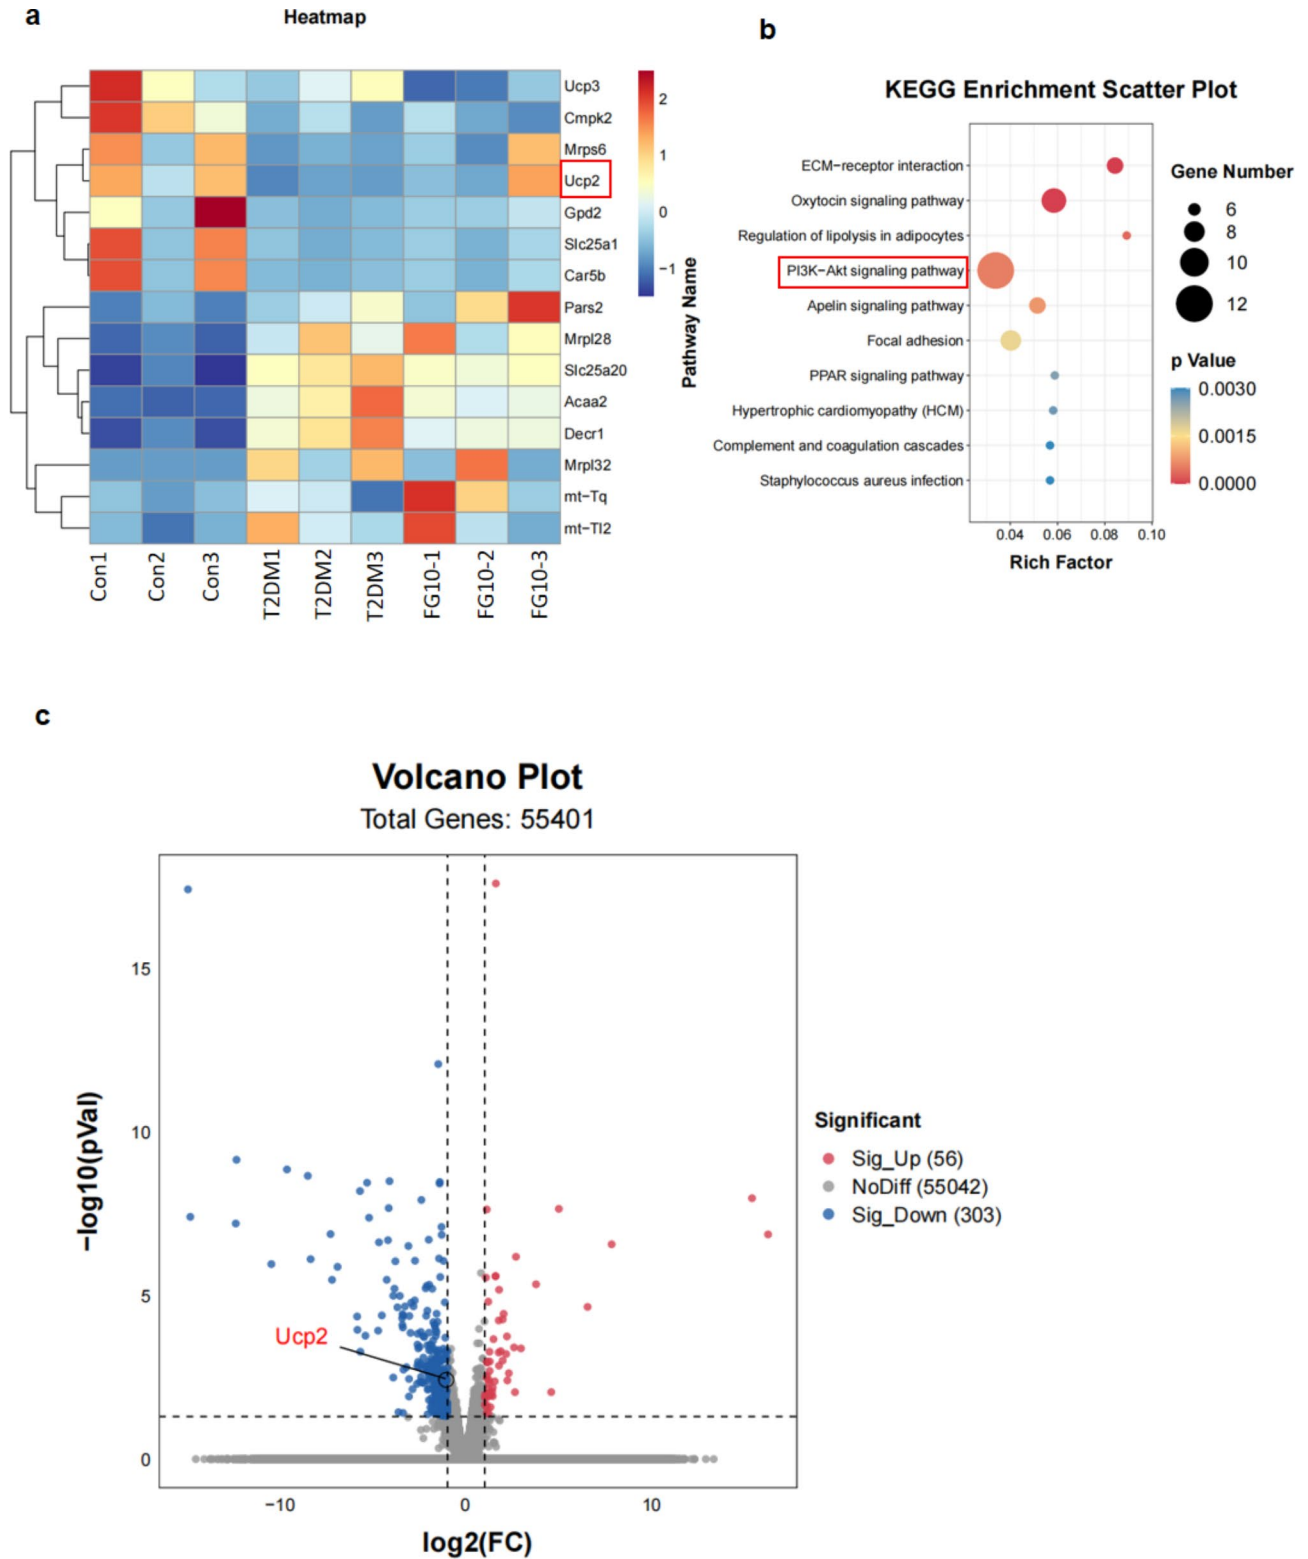 a
Heatmap
Ucp3
Cmpk2
Mrps6
Ucp2
Gpd2
Slc25a1
Car5b
Pars2
Mrpl28
Slc25a20
Acaa2
Decr1
Mrpl32
mt−Tq
mt−Tl2
2
1
0
−1
Con1
Con2
Con3
T2DM1
T2DM2
T2DM3
FG10-1
FG10-2
FG10-3
b
KEGG Enrichment Scatter Plot
Pathway Name
ECM−receptor interaction
Oxytocin signaling pathway
Regulation of lipolysis in adipocytes
PI3K−Akt signaling pathway
Apelin signaling pathway
Focal adhesion
PPAR signaling pathway
Hypertrophic cardiomyopathy (HCM)
Complement and coagulation cascades
Staphylococcus aureus infection
0.04 0.06 0.08 0.10
Rich Factor
Gene Number
6
8
10
12
p Value
0.0030
0.0015
0.0000
c
Volcano Plot
Total Genes: 55401
−log10(pVal)
15
10
5
0
Ucp2
−10 0 10
log2(FC)
Significant
Sig_Up (56)
NoDiff (55042)
Sig_Down (303)